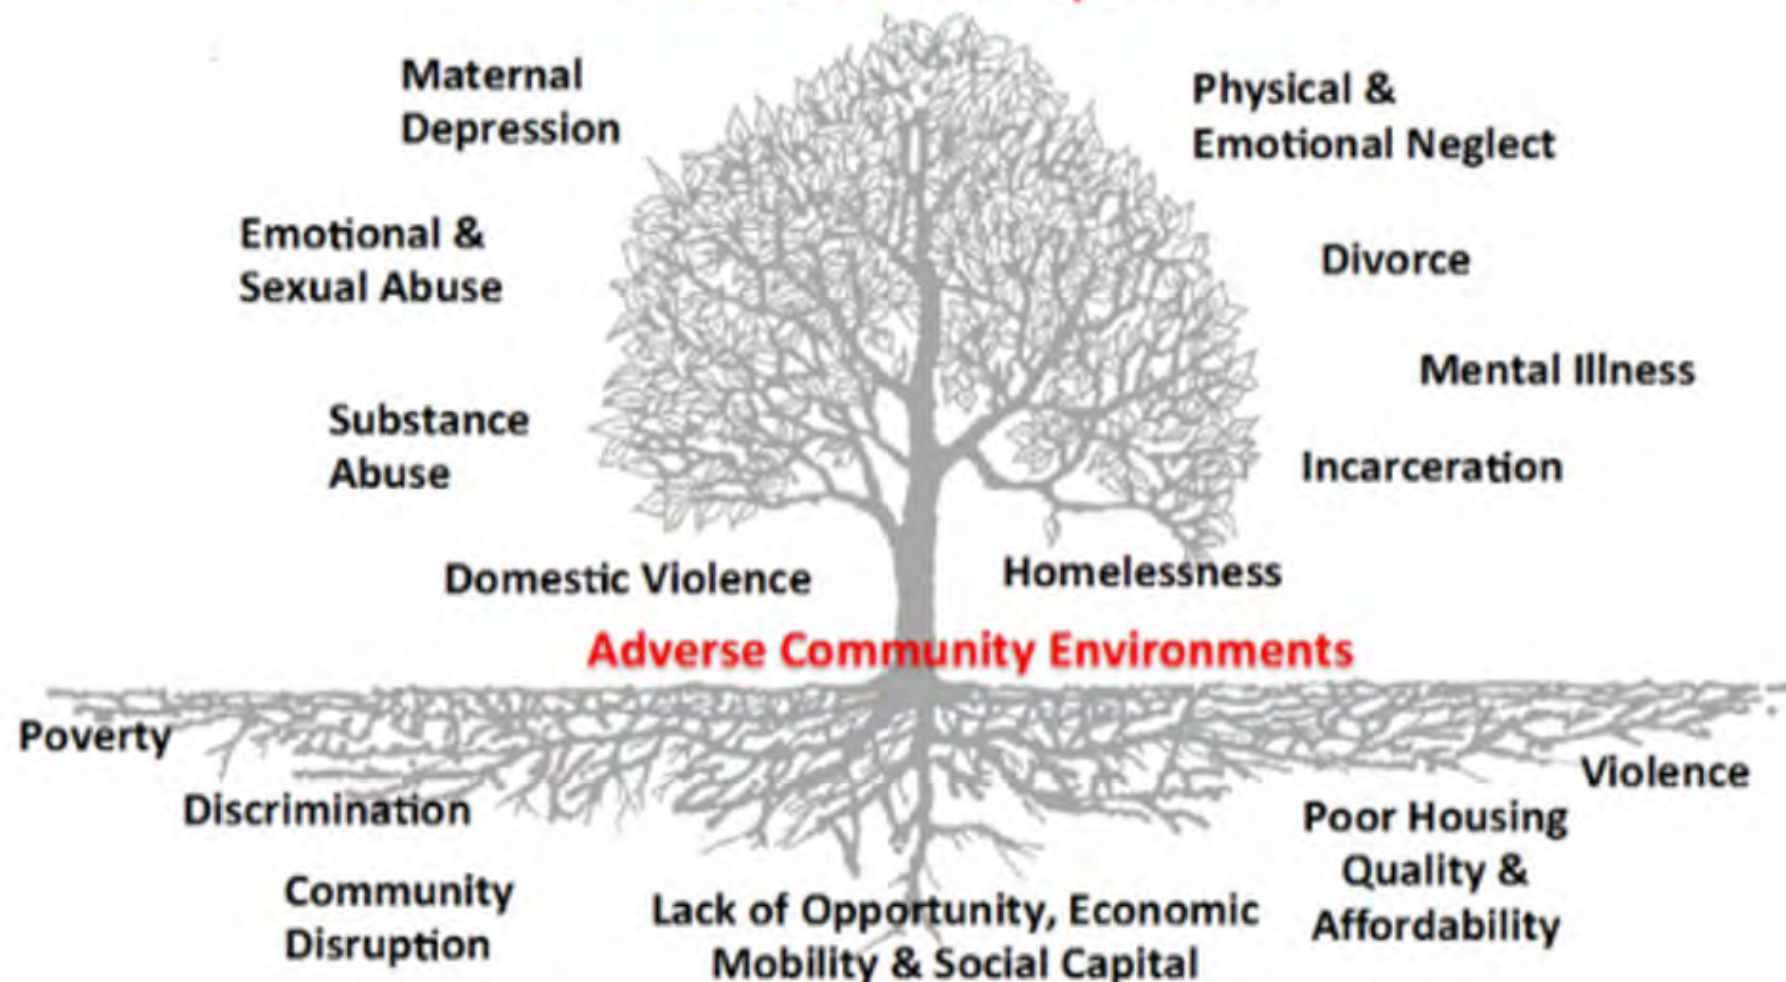 Maternal
Depression
Physical &
Emotional Neglect
Emotional &
Sexual Abuse
Divorce
Mental Illness
Substance
Abuse
Incarceration
Domestic Violence
Homelessness
Adverse Community Environments
Poverty
Violence
Discrimination
Poor Housing
Quality &
Affordability
Community
Disruption
Lack of Opportunity, Economic
Mobility & Social Capital